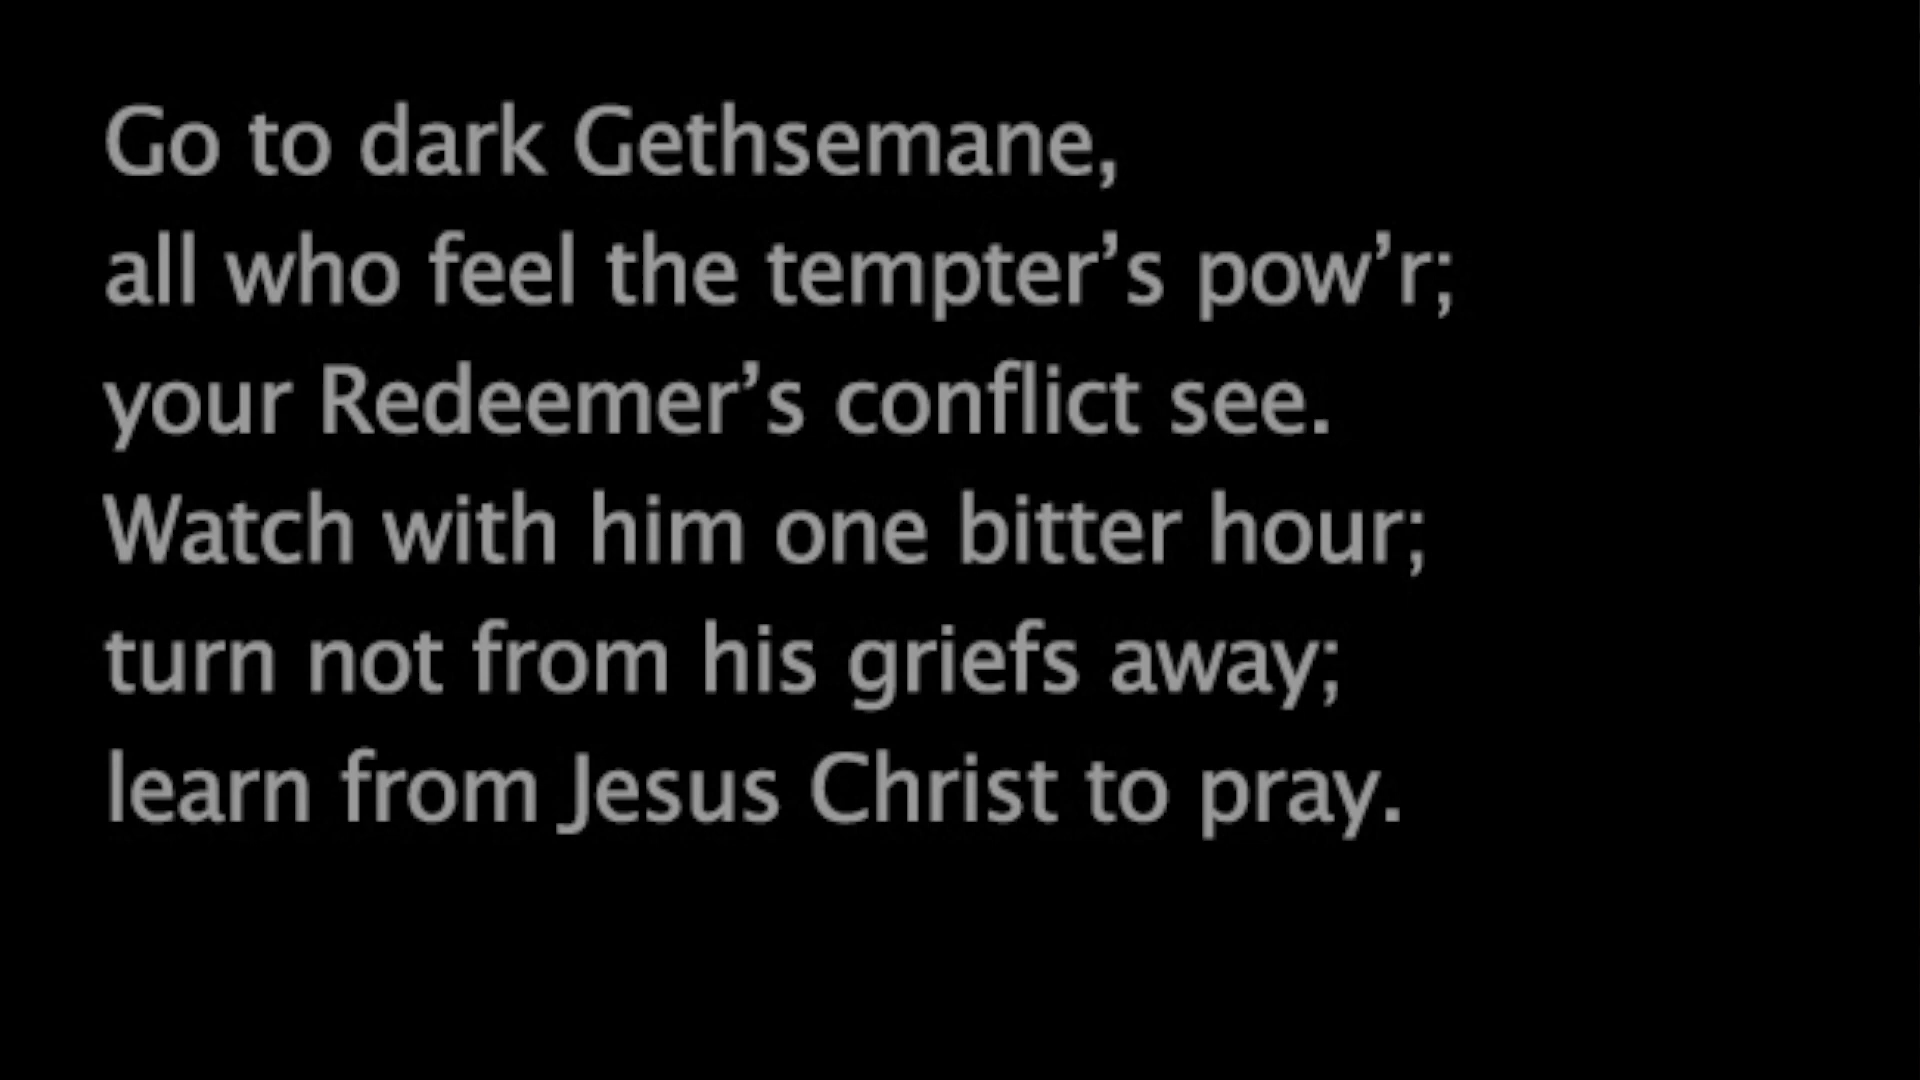 Go to dark Gethsemane,
all who feel the tempter’s pow’r;
your Redeemer’s conflict see.
Watch with him one bitter hour;
turn not from his griefs away;
learn from Jesus Christ to pray.